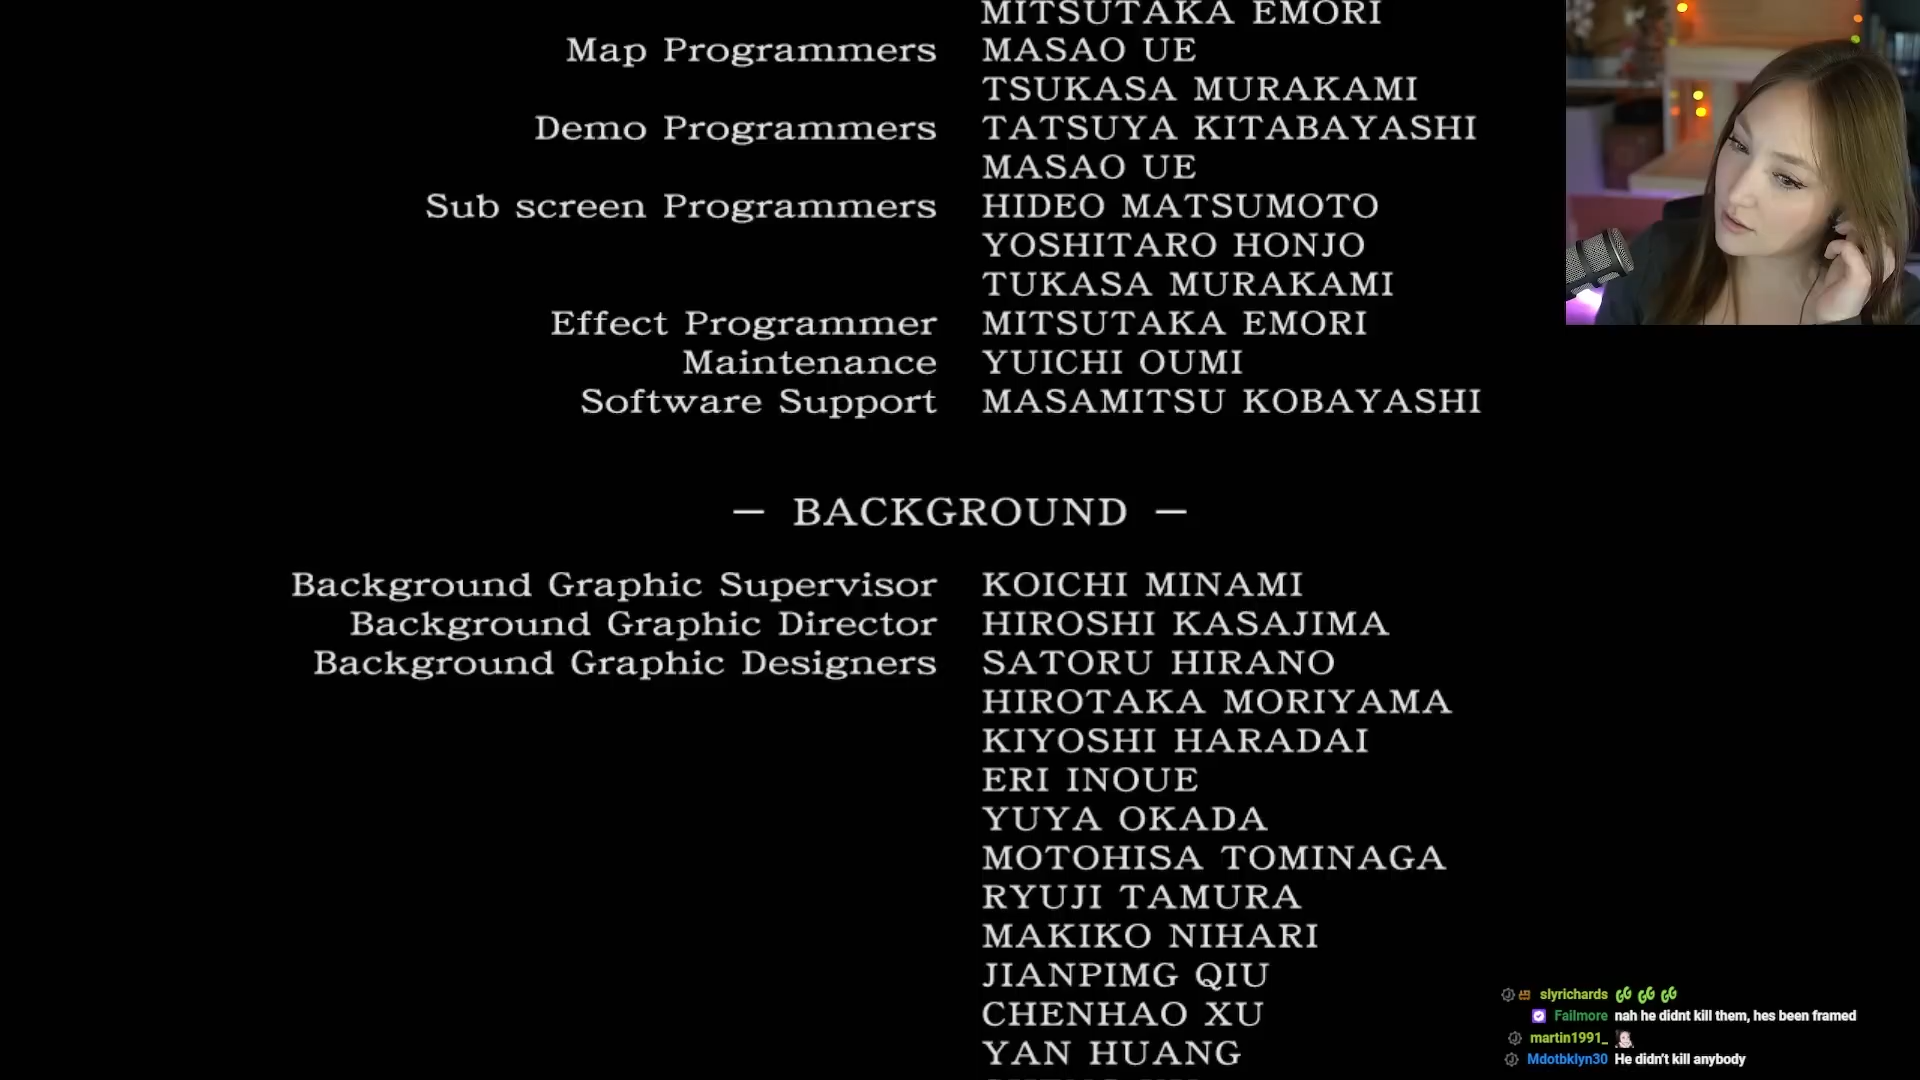 MITSUTAKA EMORI
Map Programmers MASAO UE
TSUKASA MURAKAMI
Demo Programmers TATSUYA KITABAYASHI
MASAO UE
Sub screen Programmers HIDEO MATSUMOTO
YOSHITARO HONJO
TUKASA MURAKAMI
Effect Programmer MITSUTAKA EMORI
Maintenance YUICHI OUMI
Software Support MASAMITSU KOBAYASHI
— BACKGROUND —
Background Graphic Supervisor KOICHI MINAMI
Background Graphic Director HIROSHI KASAJIMA
Background Graphic Designers SATORU HIRANO
HIROTAKA MORIYAMA
KIYOSHI HARADAI
ERI INOUE
YUYA OKADA
MOTOHISA TOMINAGA
RYUJI TAMURA
MAKIKO NIHARI
JIANPIMG QIU
CHENHAO XU
YAN HUANG
slyrichards GG GG GG
Failmore nah he didnt kill them, hes been framed
martin1991_
Mdotbklyn30 He didn't kill anybody